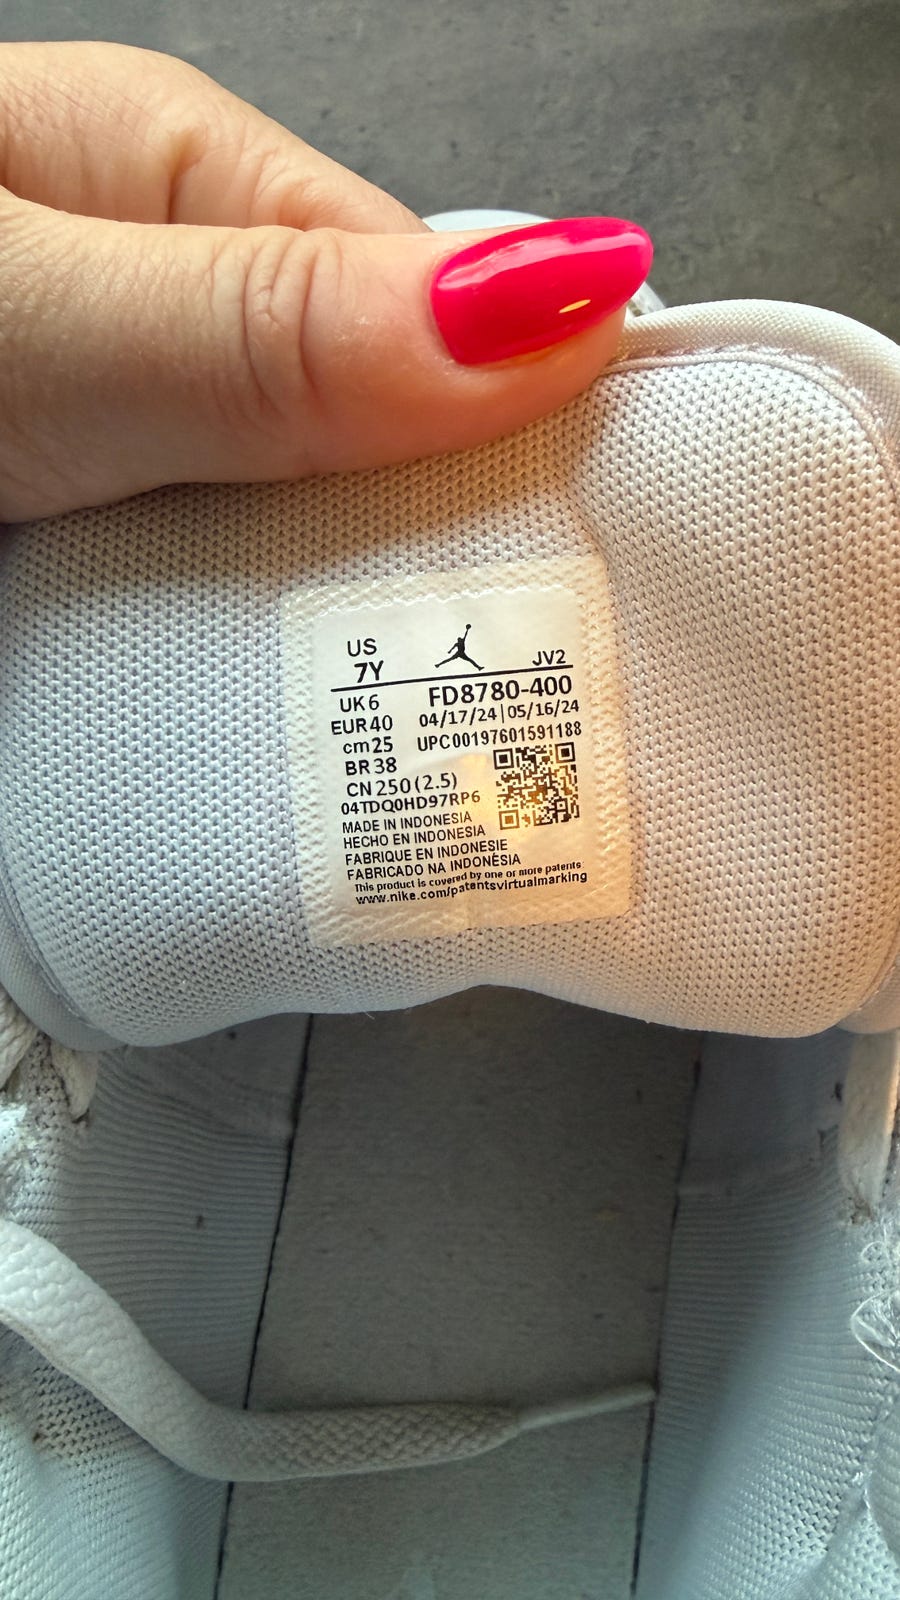 US
7Y
JV2
UK 6
FD8780-400
EUR 40
04/17/24 | 05/16/24
cm 25
UPC00197601591188
BR 38
CN 250 (2.5)
04TDQ0HD97RP6
MADE IN INDONESIA
HECHO EN INDONESIA
FABRIQUE EN INDONESIE
FABRICADO NA INDONÉSIA
This product is covered by one or more patents:
www.nike.com/patentsvirtualmarking